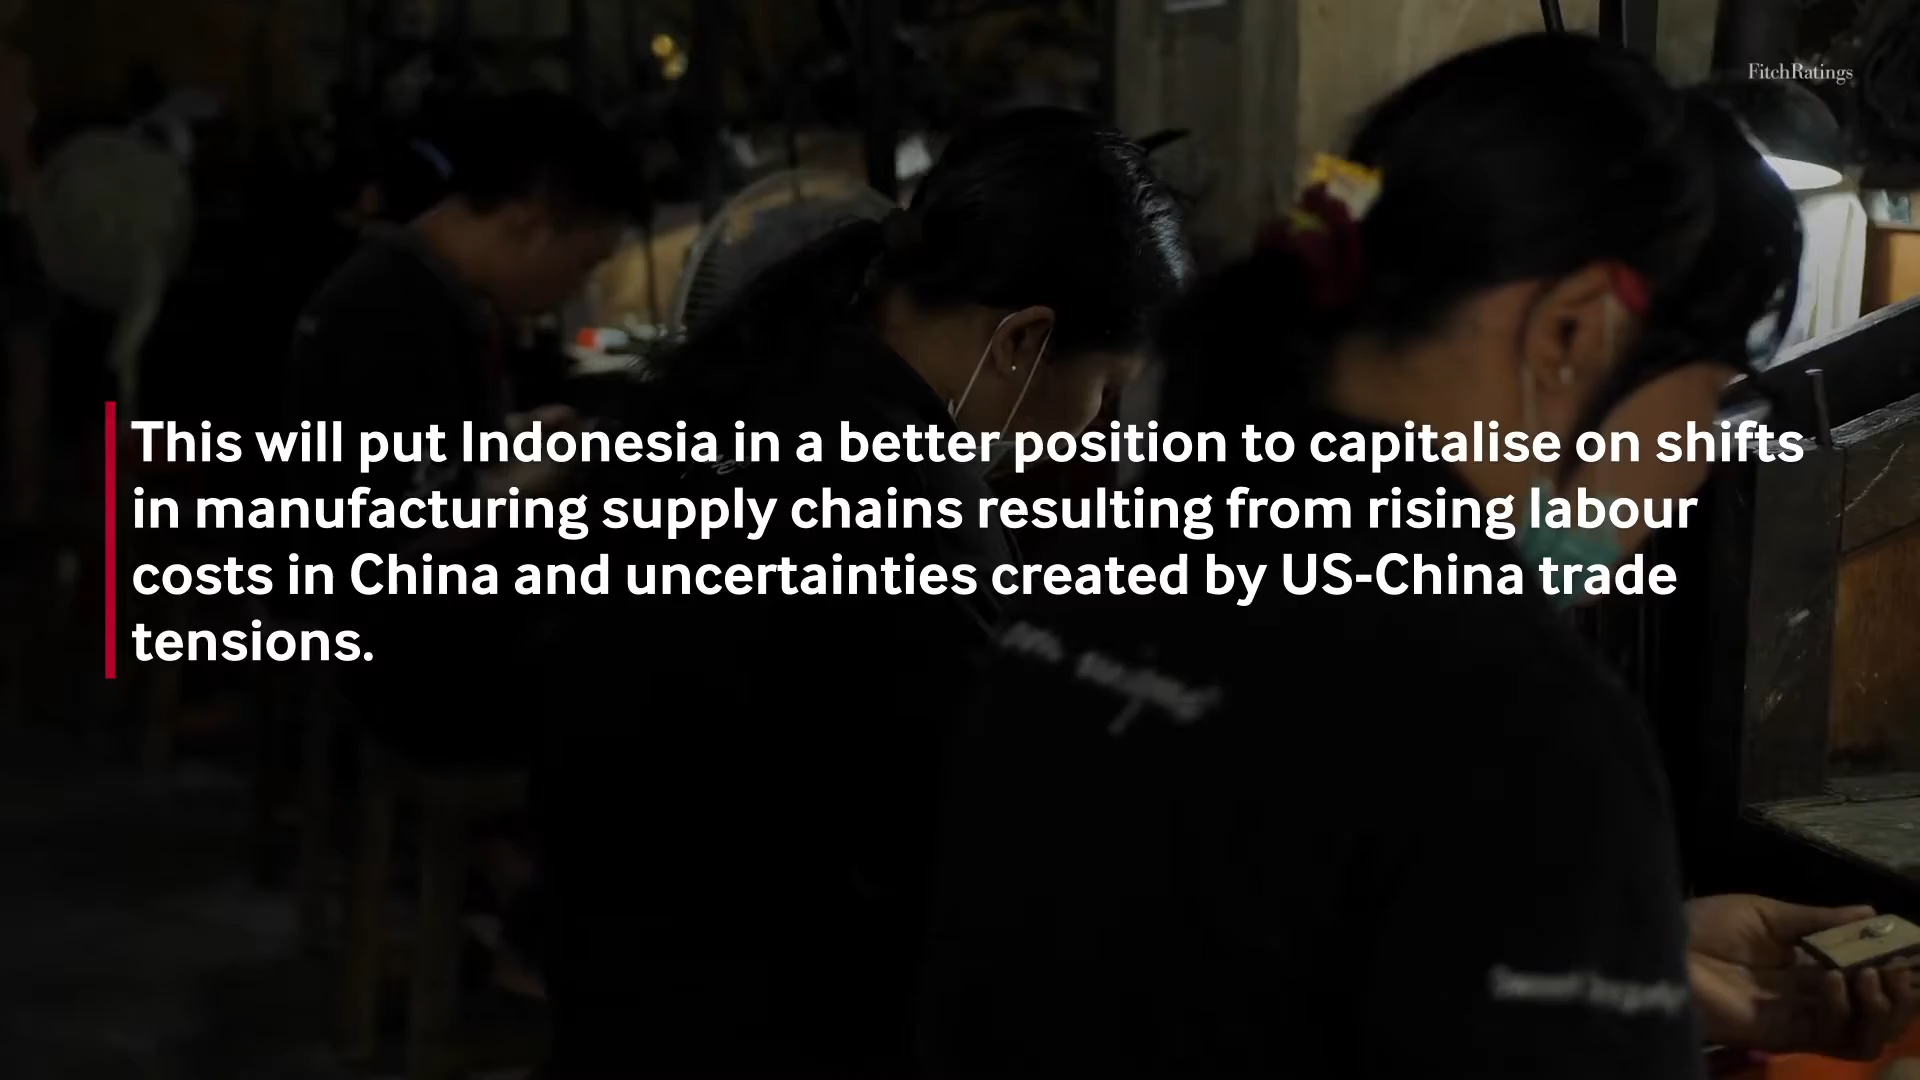 FitchRatings
This will put Indonesia in a better position to capitalise on shifts
in manufacturing supply chains resulting from rising labour
costs in China and uncertainties created by US-China trade
tensions.